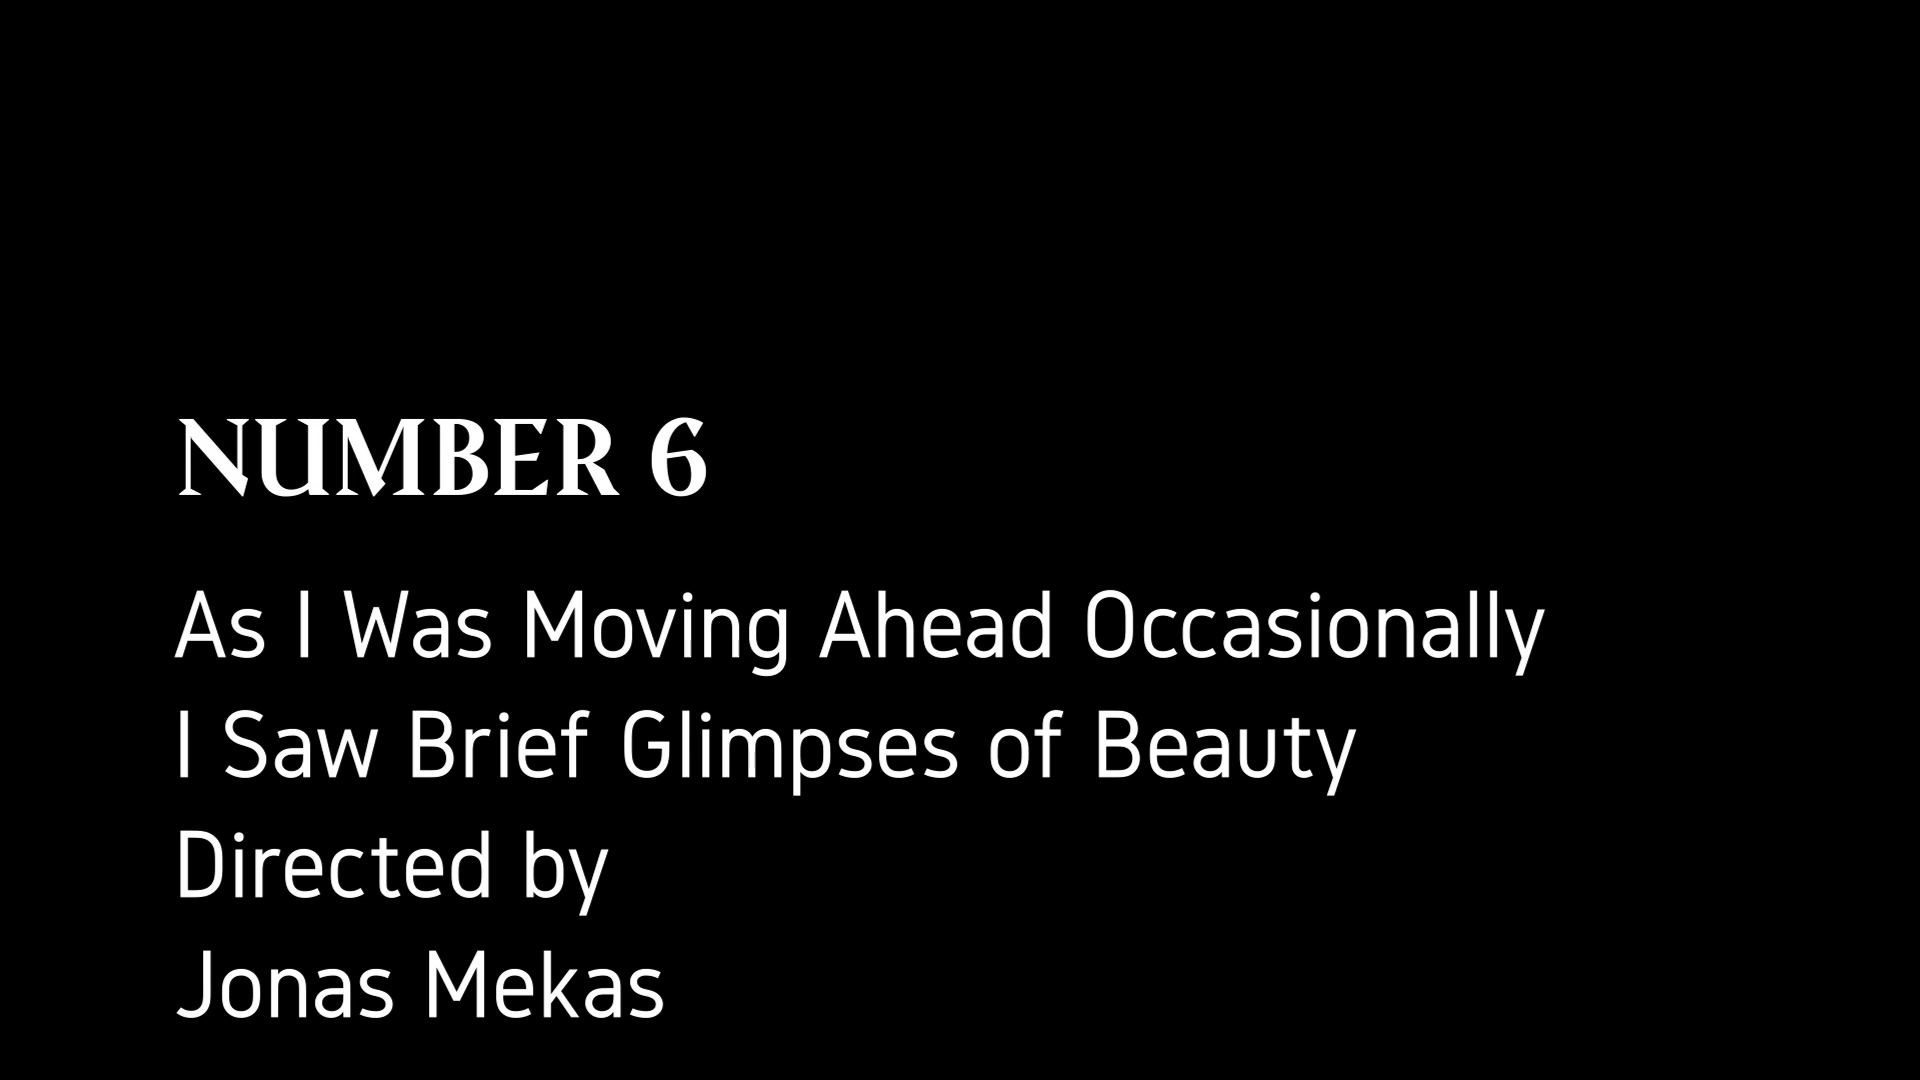 NUMBER 6
As I Was Moving Ahead Occasionally
I Saw Brief Glimpses of Beauty
Directed by
Jonas Mekas